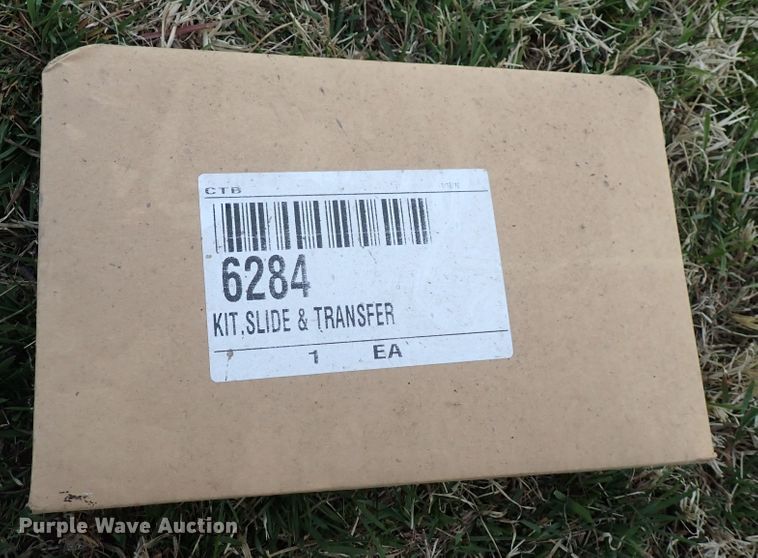 CTB
6284
KIT,SLIDE & TRANSFER
1 EA
Purple Wave Auction